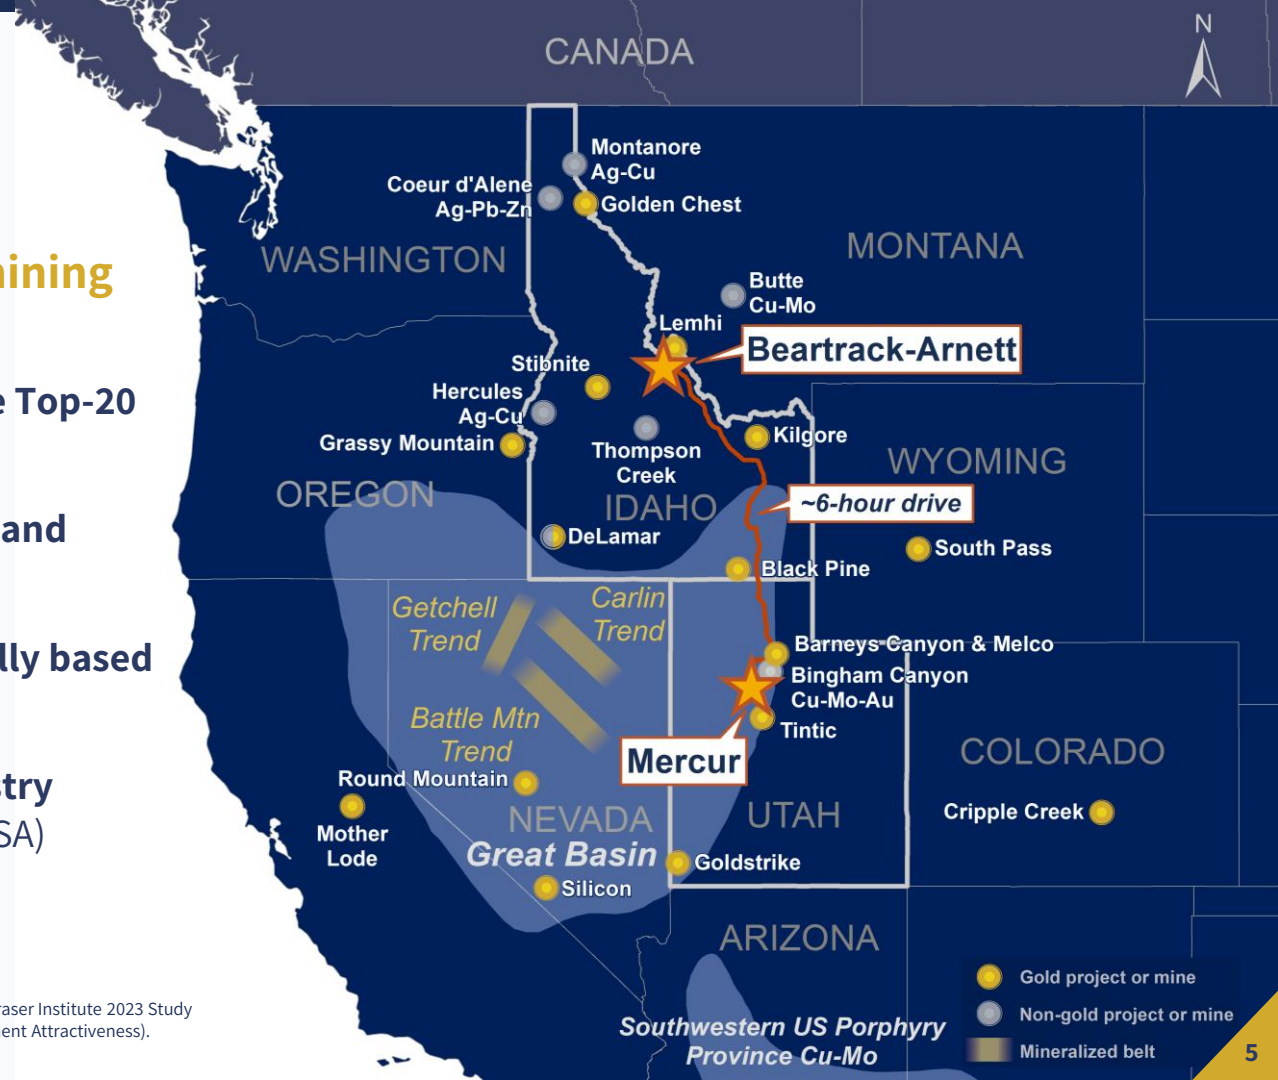 CANADA
N
Montanore
Ag-Cu
Coeur d'Alene
Ag-Pb-Zn
Golden Chest
WASHINGTON
MONTANA
Butte
Cu-Mo
Lemhi
Beartrack-Arnett
Stibnite
Hercules
Ag-Cu
Grassy Mountain
Thompson
Creek
Kilgore
WYOMING
OREGON
IDAHO
~6-hour drive
DeLamar
South Pass
Black Pine
Getchell
Trend
Carlin
Trend
Barneys Canyon & Melco
Bingham Canyon
Cu-Mo-Au
Battle Mtn
Trend
Tintic
Mercur
COLORADO
Round Mountain
Mother
Lode
NEVADA
UTAH
Cripple Creek
Great Basin
Goldstrike
Silicon
ARIZONA
Southwestern US Porphyry
Province Cu-Mo
Gold project or mine
Non-gold project or mine
Mineralized belt
Top-20
and
based
SA)
Institute 2023 Study
Attractiveness).
5